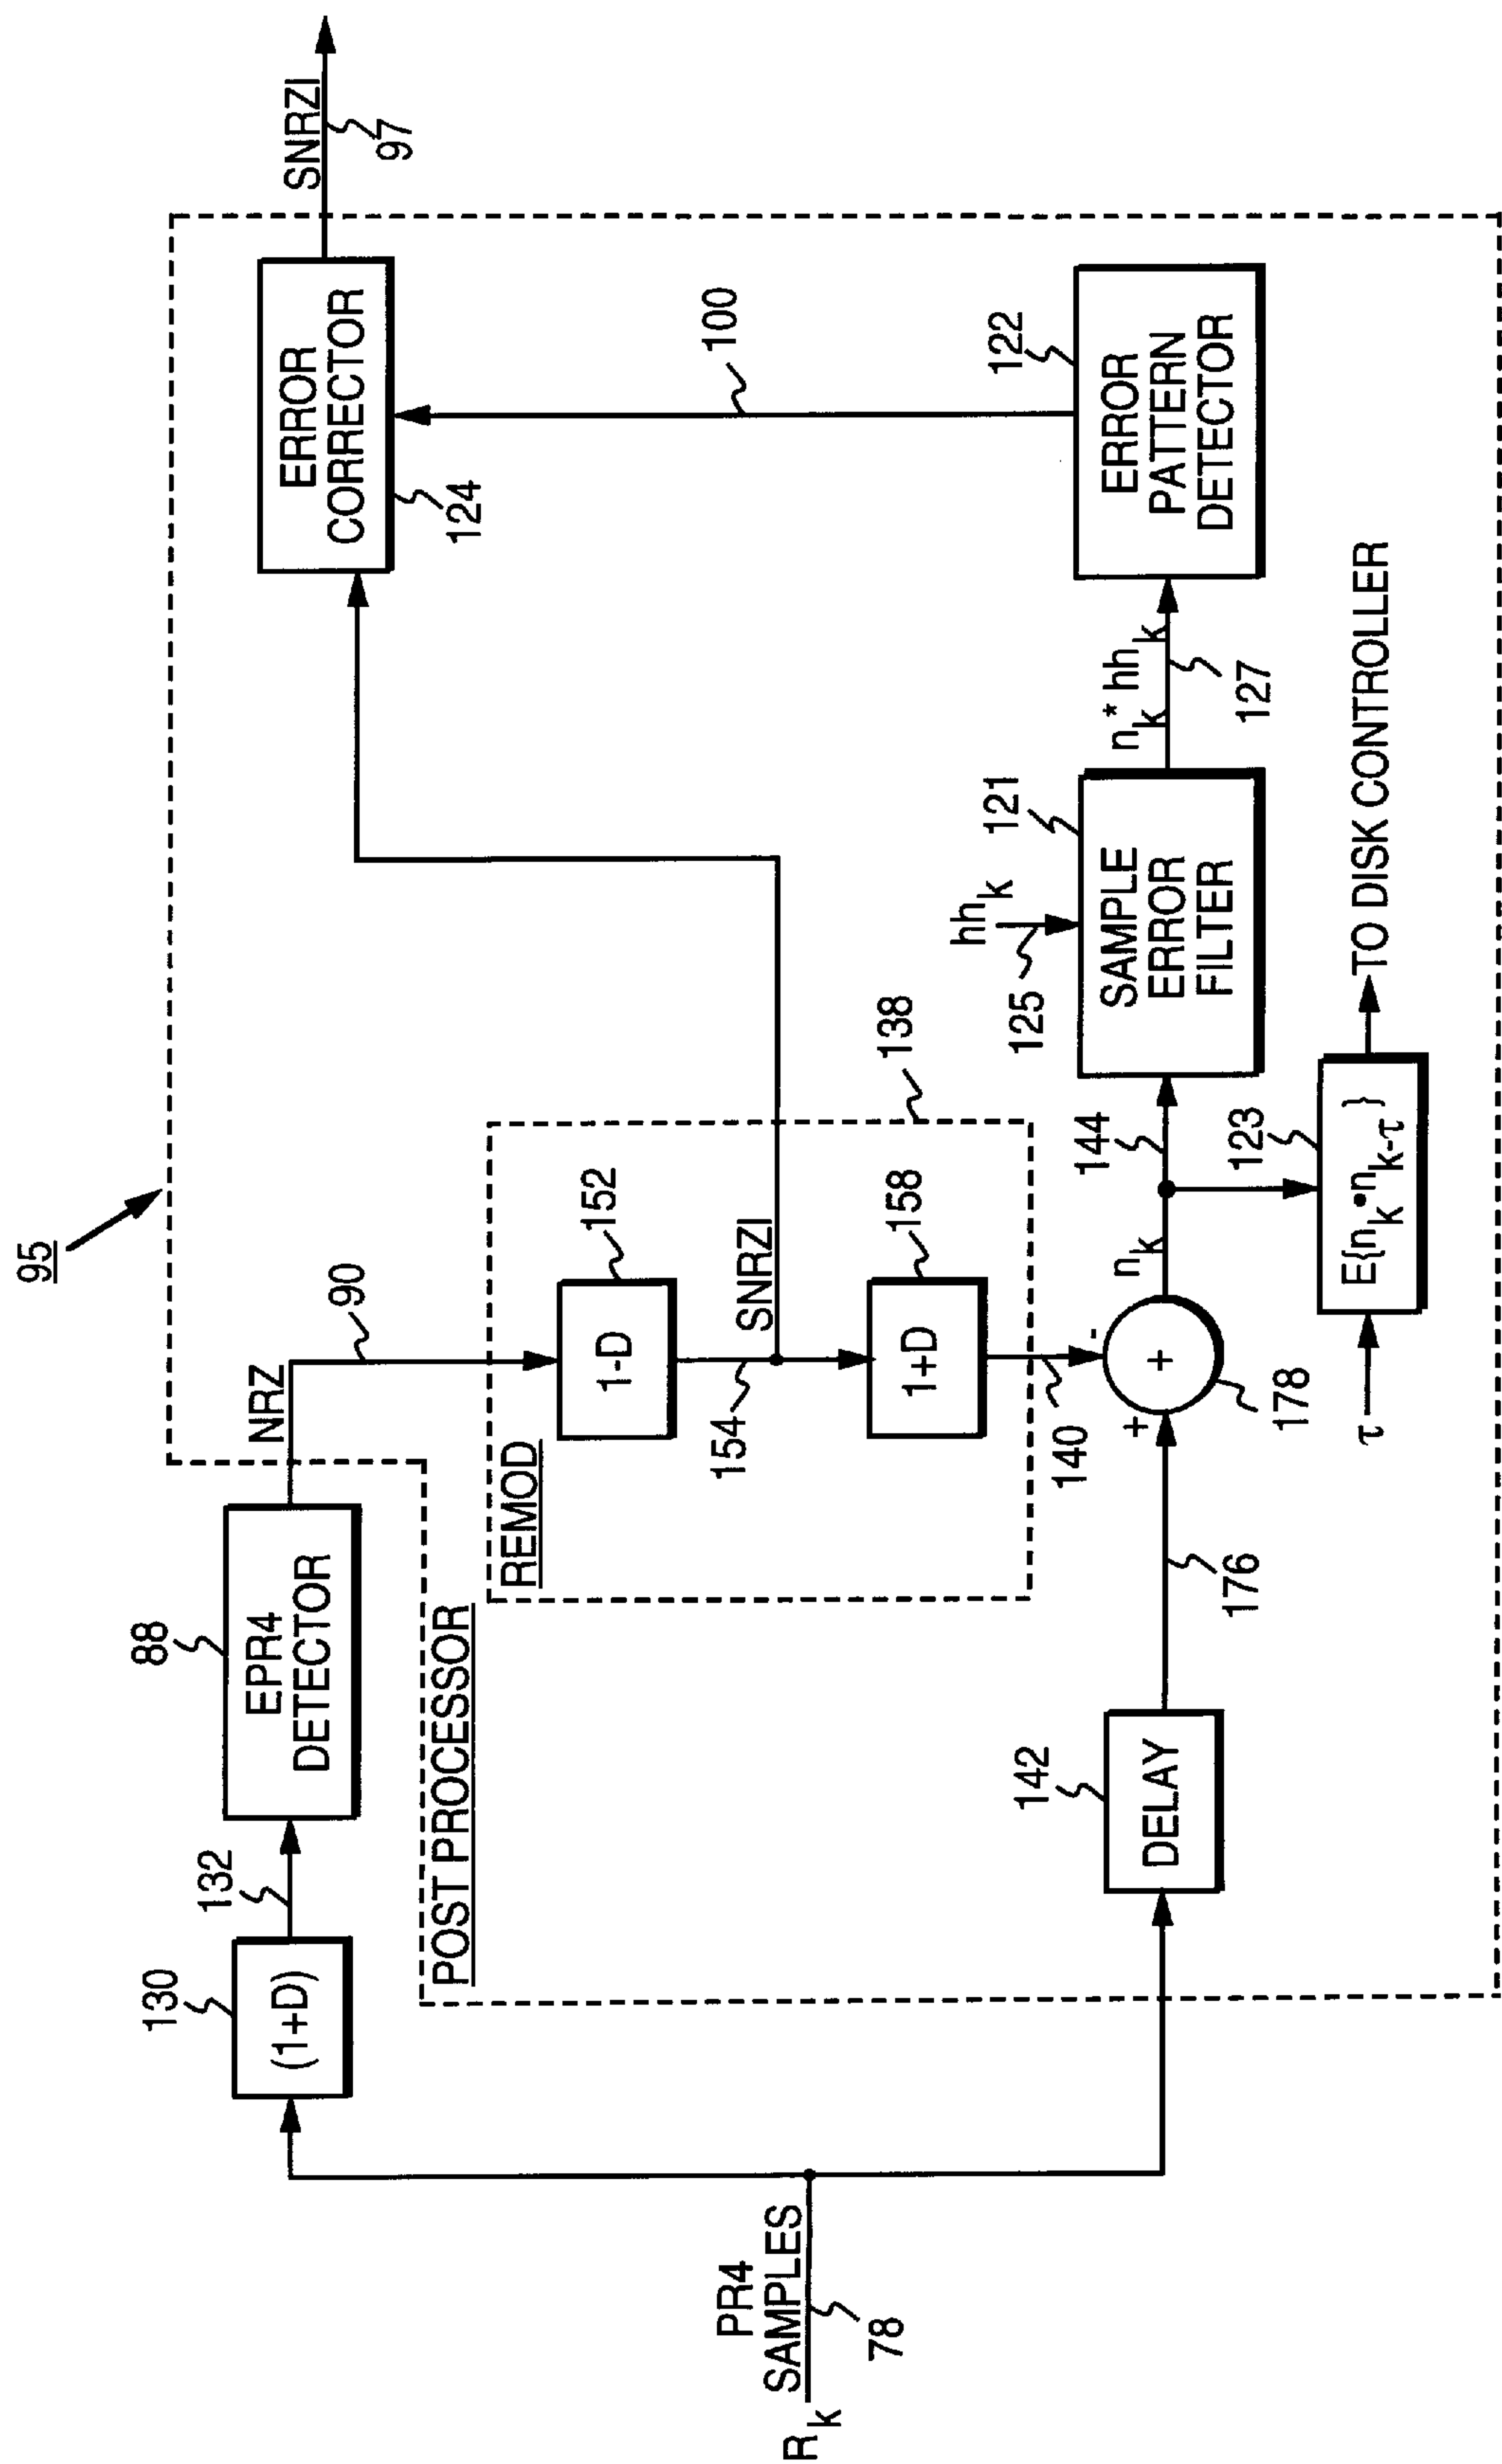 95
R_k
PR4
SAMPLES
78
130
(1+D)
132
88
EPR4
DETECTOR
NRZ
90
POST PROCESSOR
REMOD
1-D
152
154
SNRZI
1+D
158
138
140
142
DELAY
176
+
-
+
178
n_k
144
τ
E{n_k•n_{k-τ}}
123
TO DISK CONTROLLER
hh_k
125
SAMPLE
ERROR
FILTER
121
n_k* hh_k
127
ERROR
PATTERN
DETECTOR
122
100
ERROR
CORRECTOR
124
SNRZI
97